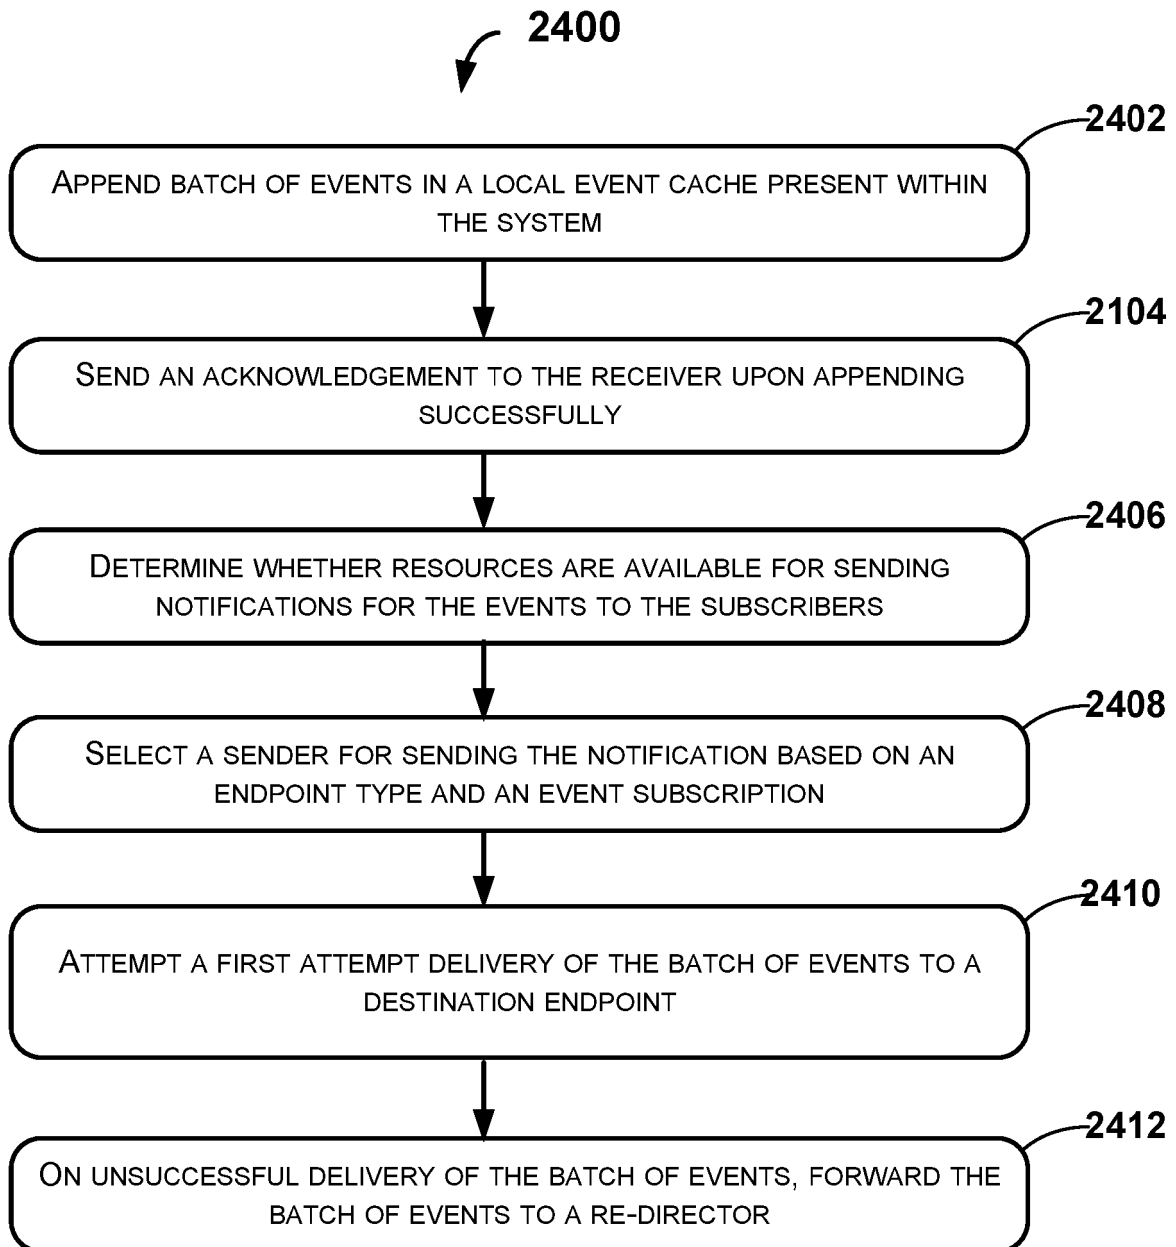 2400
2402
APPEND BATCH OF EVENTS IN A LOCAL EVENT CACHE PRESENT WITHIN
THE SYSTEM
2104
SEND AN ACKNOWLEDGEMENT TO THE RECEIVER UPON APPENDING
SUCCESSFULLY
2406
DETERMINE WHETHER RESOURCES ARE AVAILABLE FOR SENDING
NOTIFICATIONS FOR THE EVENTS TO THE SUBSCRIBERS
2408
SELECT A SENDER FOR SENDING THE NOTIFICATION BASED ON AN
ENDPOINT TYPE AND AN EVENT SUBSCRIPTION
2410
ATTEMPT A FIRST ATTEMPT DELIVERY OF THE BATCH OF EVENTS TO A
DESTINATION ENDPOINT
2412
ON UNSUCCESSFUL DELIVERY OF THE BATCH OF EVENTS, FORWARD THE
BATCH OF EVENTS TO A RE-DIRECTOR